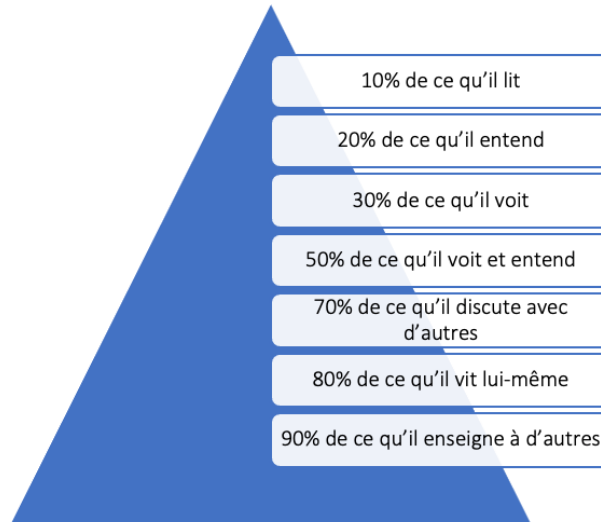 10% de ce qu’il lit
20% de ce qu’il entend
30% de ce qu’il voit
50% de ce qu’il voit et entend
70% de ce qu’il discute avec
d’autres
80% de ce qu’il vit lui-même
90% de ce qu’il enseigne à d’autres